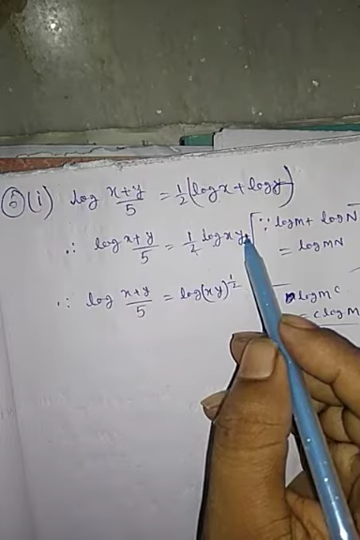 5 (i) log x+y/5 = 1/2 (log x + log y)
∴ log x+y/5 = 1/2 log xy [∵ log M + log N
= log MN
∵ log (x+y)/5 = log (xy)^1/2
log M^c
= c log M